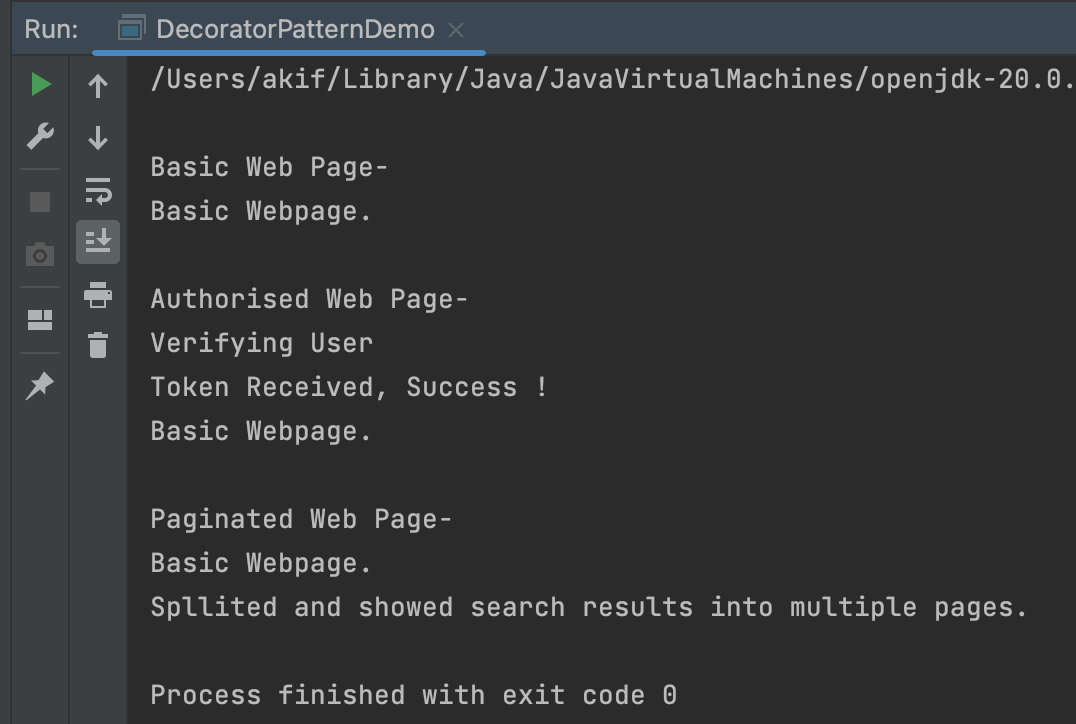 Run:
DecoratorPatternDemo
/Users/akif/Library/Java/JavaVirtualMachines/openjdk-20.0.
Basic Web Page-
Basic Webpage.
Authorised Web Page-
Verifying User
Token Received, Success !
Basic Webpage.
Paginated Web Page-
Basic Webpage.
Spllited and showed search results into multiple pages.
Process finished with exit code 0